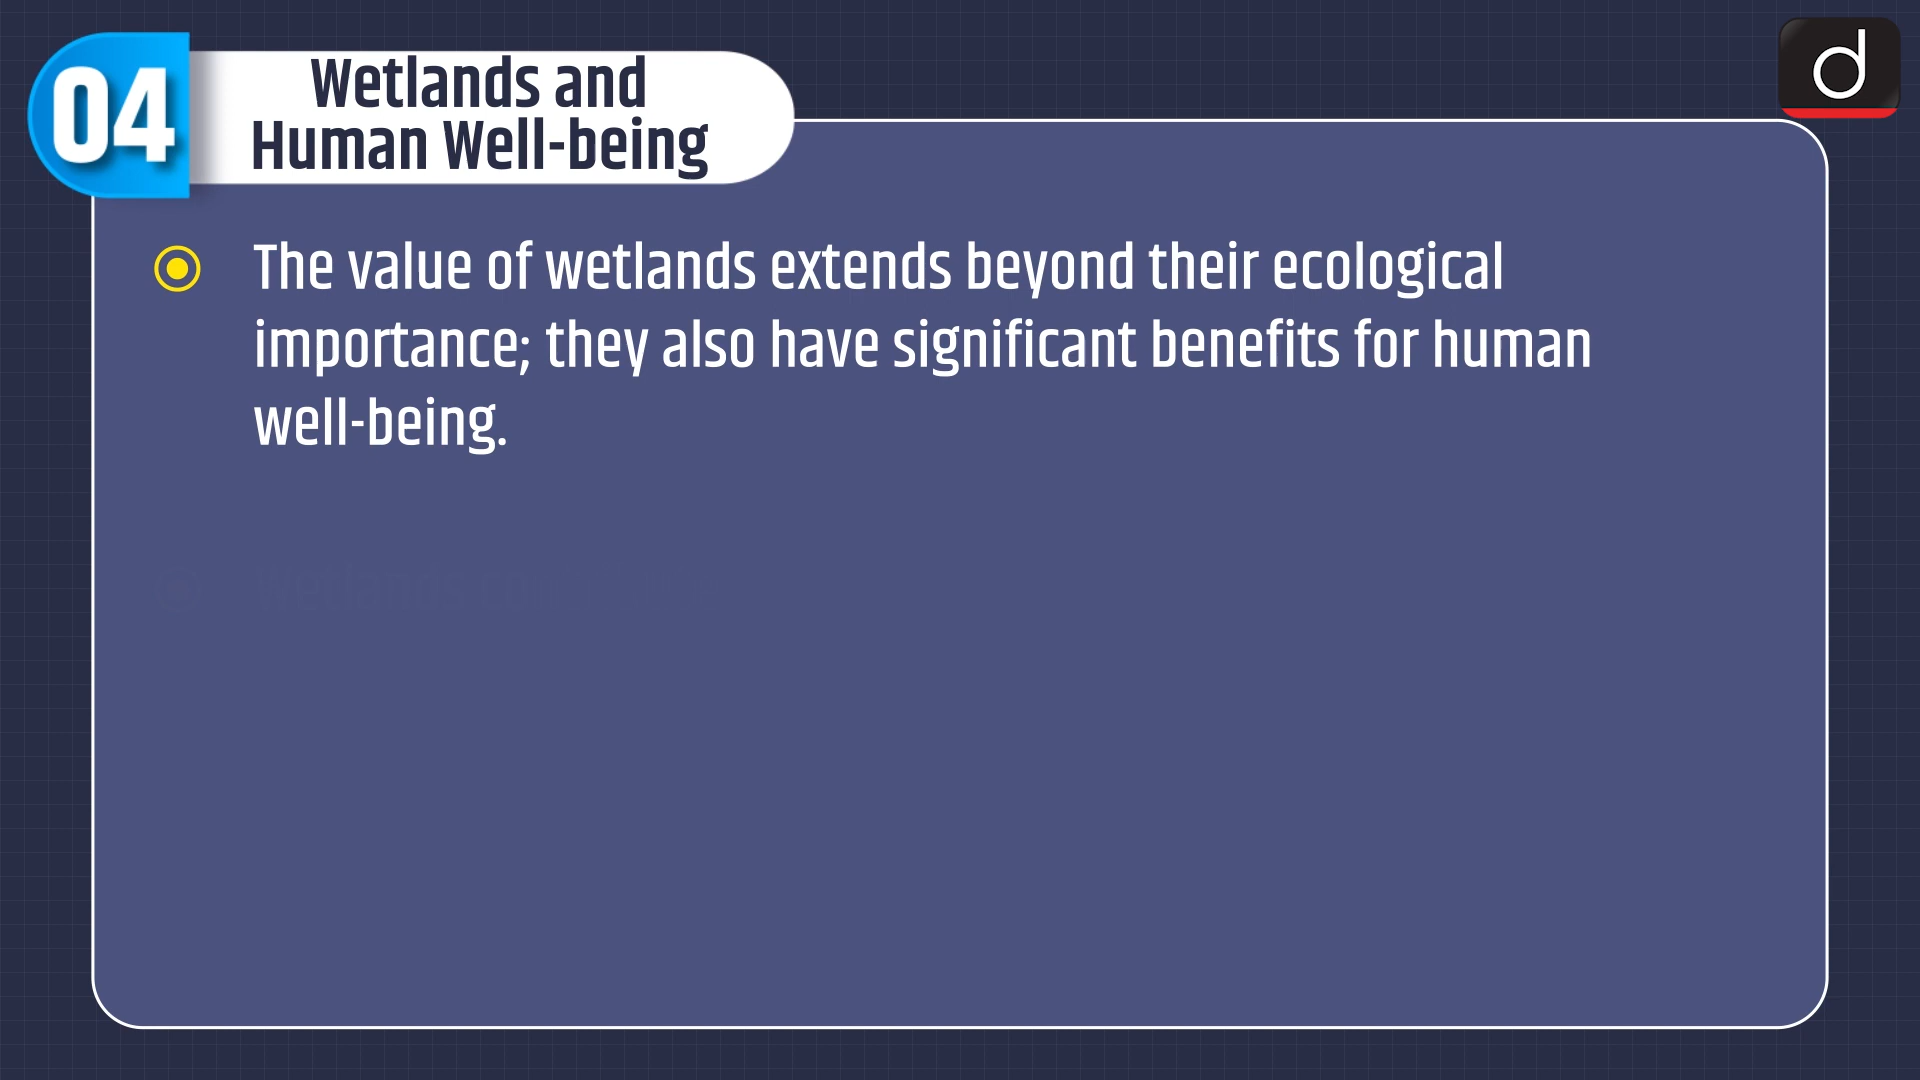 04
Wetlands and
Human Well-being
The value of wetlands extends beyond their ecological
importance; they also have significant benefits for human
well-being.
Wetlands